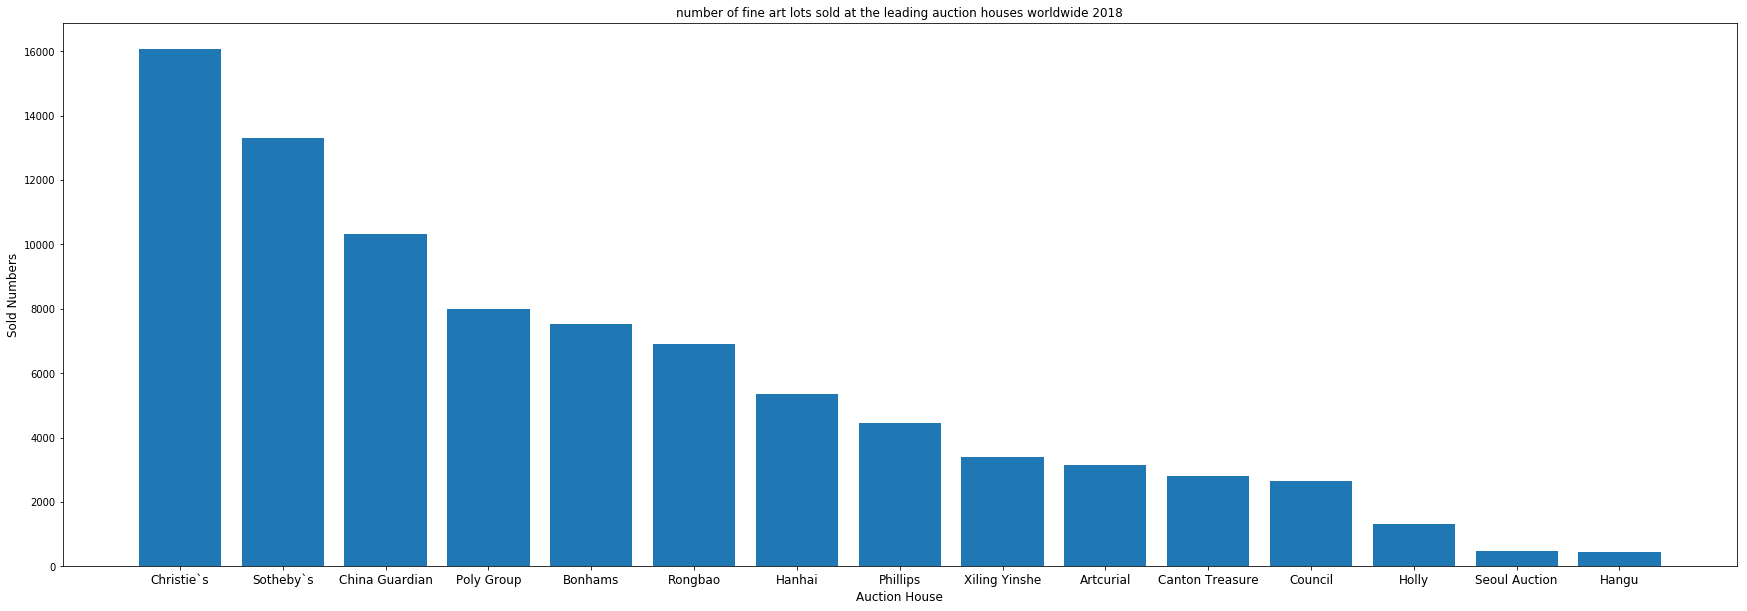 number of fine art lots sold at the leading auction houses worldwide 2018
16000
14000
12000
10000
8000
6000
4000
2000
0
Sold Numbers
Christie`s Sotheby`s China Guardian Poly Group Bonhams Rongbao Hanhai Phillips Xiling Yinshe Artcurial Canton Treasure Council Holly Seoul Auction Hangu
Auction House